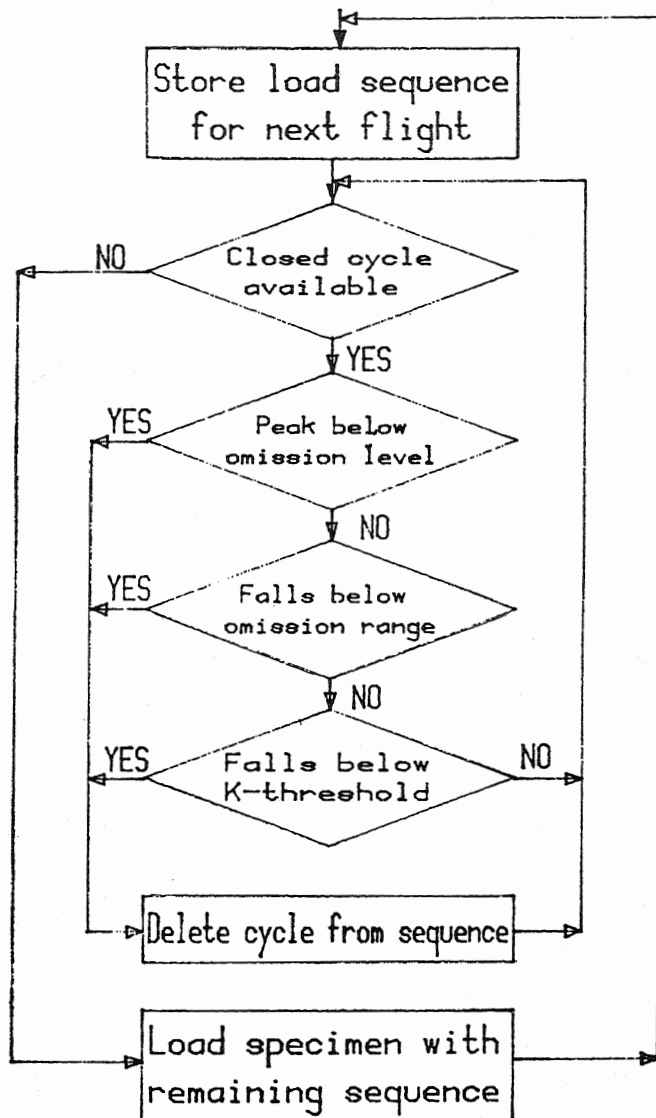 Store load sequence
for next flight
NO
Closed cycle
available
YES
YES
Peak below
omission level
NO
YES
Falls below
omission range
NO
YES
Falls below
K-threshold
NO
Delete cycle from sequence
Load specimen with
remaining sequence